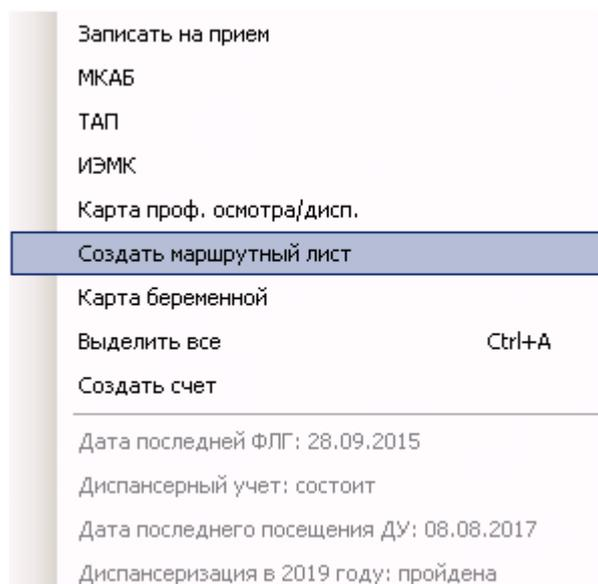 Записать на прием
МКАБ
ТАП
ИЭМК
Карта проф. осмотра/дисп.
Создать маршрутный лист
Карта беременной
Выделить все Ctrl+A
Создать счет
Дата последней ФЛГ: 28.09.2015
Диспансерный учет: состоит
Дата последнего посещения ДУ: 08.08.2017
Диспансеризация в 2019 году: пройдена